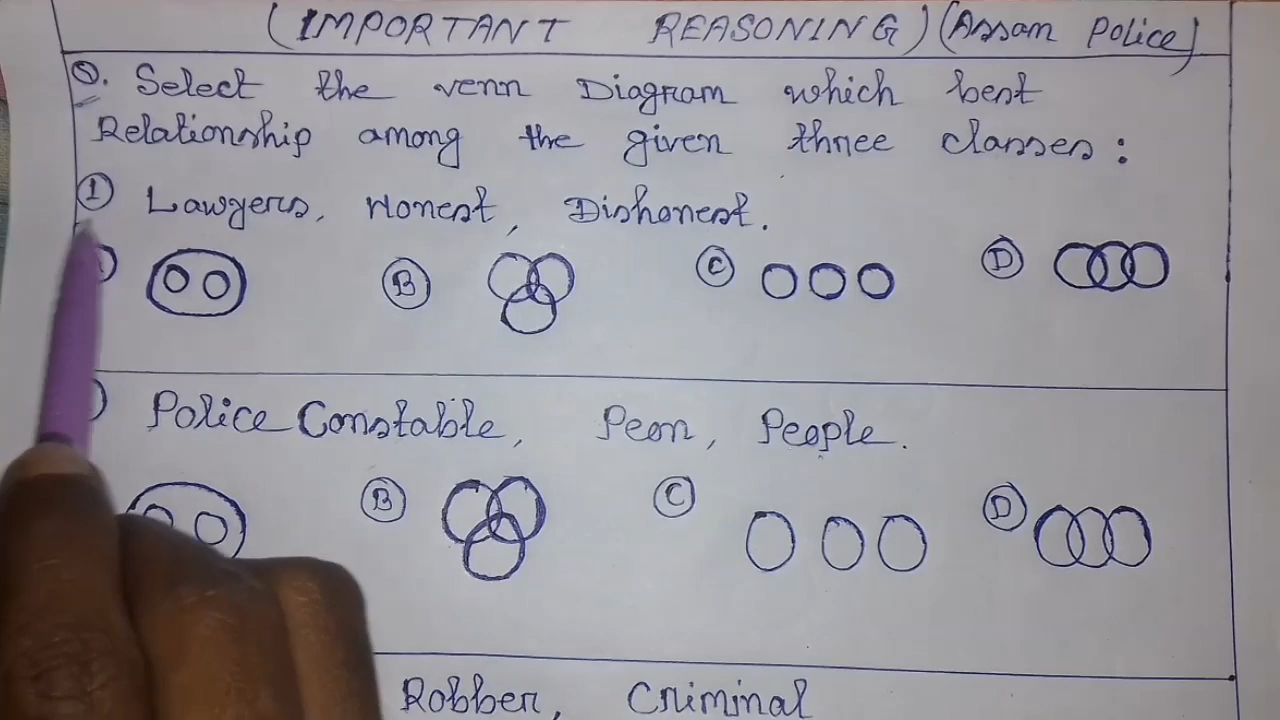 (IMPORTANT REASONING) (Assam Police)
Q. Select the venn Diagram which best
Relationship among the given three classes:
1 Lawyers, Honest, Dishonest.
B C D
Police Constable, Peon, People.
B C D
Robber, Criminal